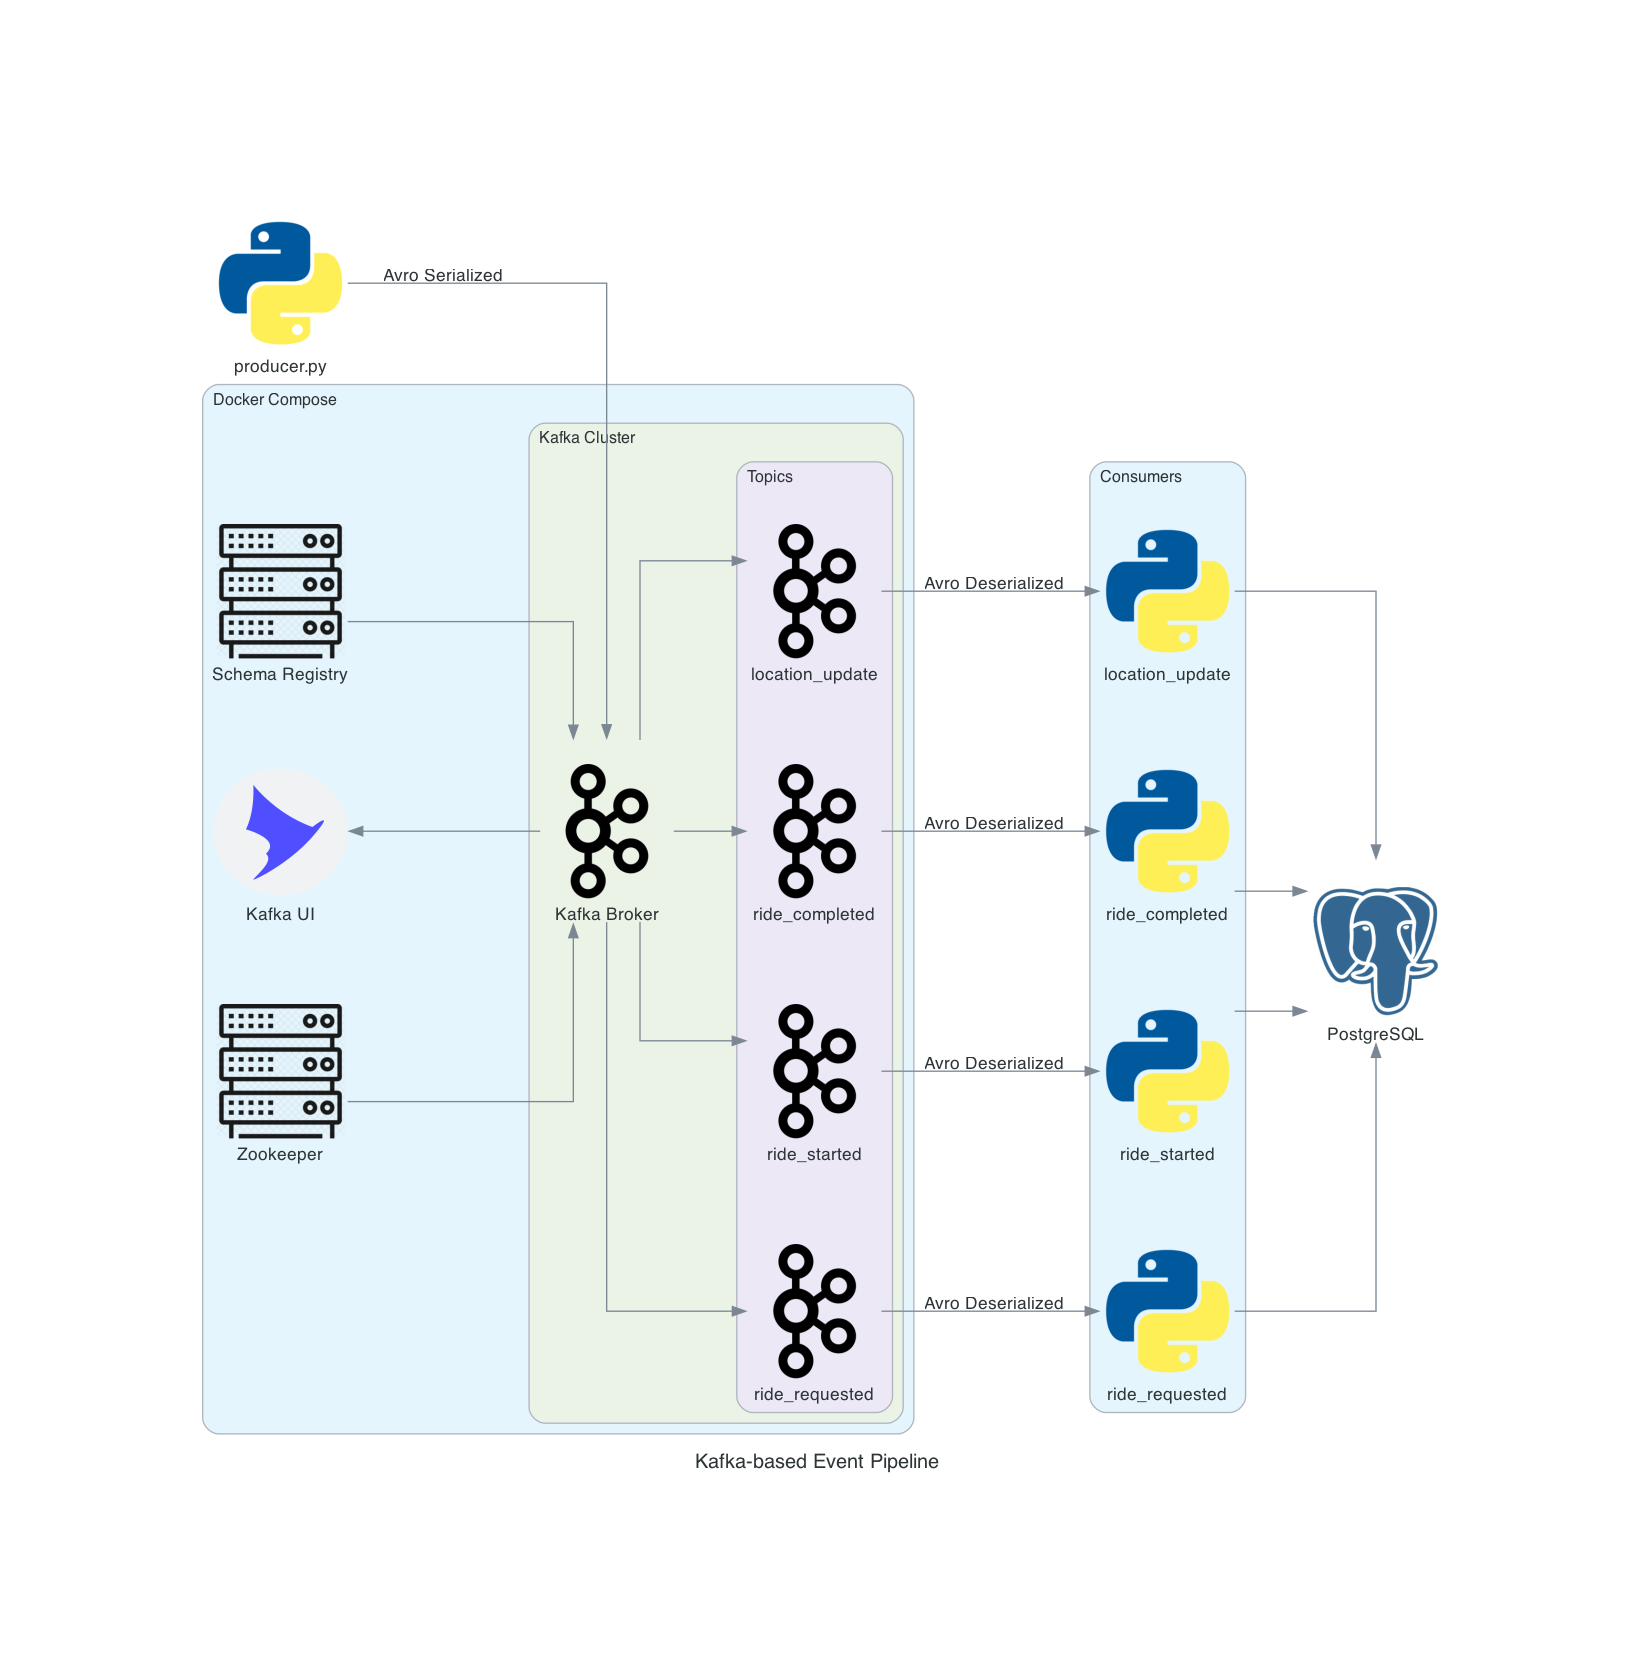 Avro Serialized
producer.py
Docker Compose
Kafka Cluster
Topics
Consumers
Avro Deserialized
Schema Registry
location_update
location_update
Avro Deserialized
Kafka UI
Kafka Broker
ride_completed
ride_completed
PostgreSQL
Avro Deserialized
Zookeeper
ride_started
ride_started
Avro Deserialized
ride_requested
ride_requested
Kafka-based Event Pipeline